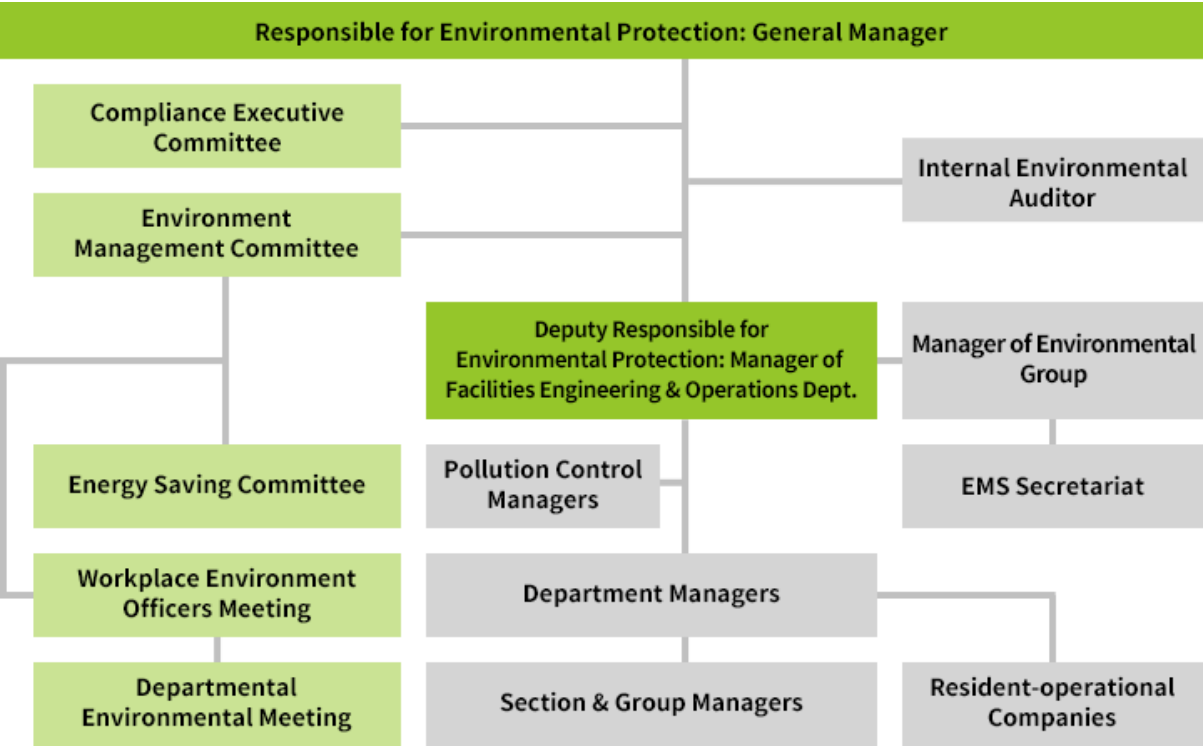 Responsible for Environmental Protection: General Manager
Compliance Executive
Committee
Internal Environmental
Auditor
Environment
Management Committee
Deputy Responsible for
Environmental Protection: Manager of
Facilities Engineering & Operations Dept.
Manager of Environmental
Group
Energy Saving Committee
Pollution Control
Managers
EMS Secretariat
Workplace Environment
Officers Meeting
Department Managers
Departmental
Environmental Meeting
Section & Group Managers
Resident-operational
Companies